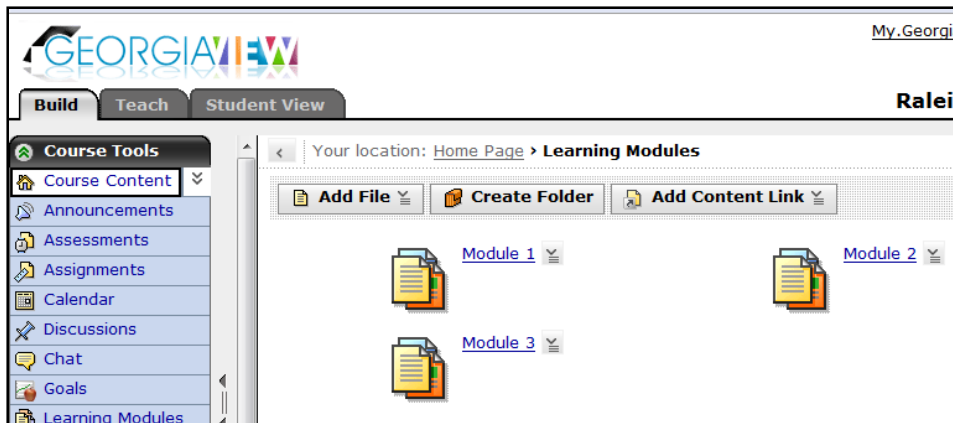 GEORGIAVIEW
My.Georgi
Build Teach Student View
Ralei
Course Tools
Your location: Home Page › Learning Modules
Course Content
Add File Create Folder Add Content Link
Announcements
Assessments
Assignments
Calendar
Discussions
Chat
Goals
Learning Modules
Module 1
Module 2
Module 3